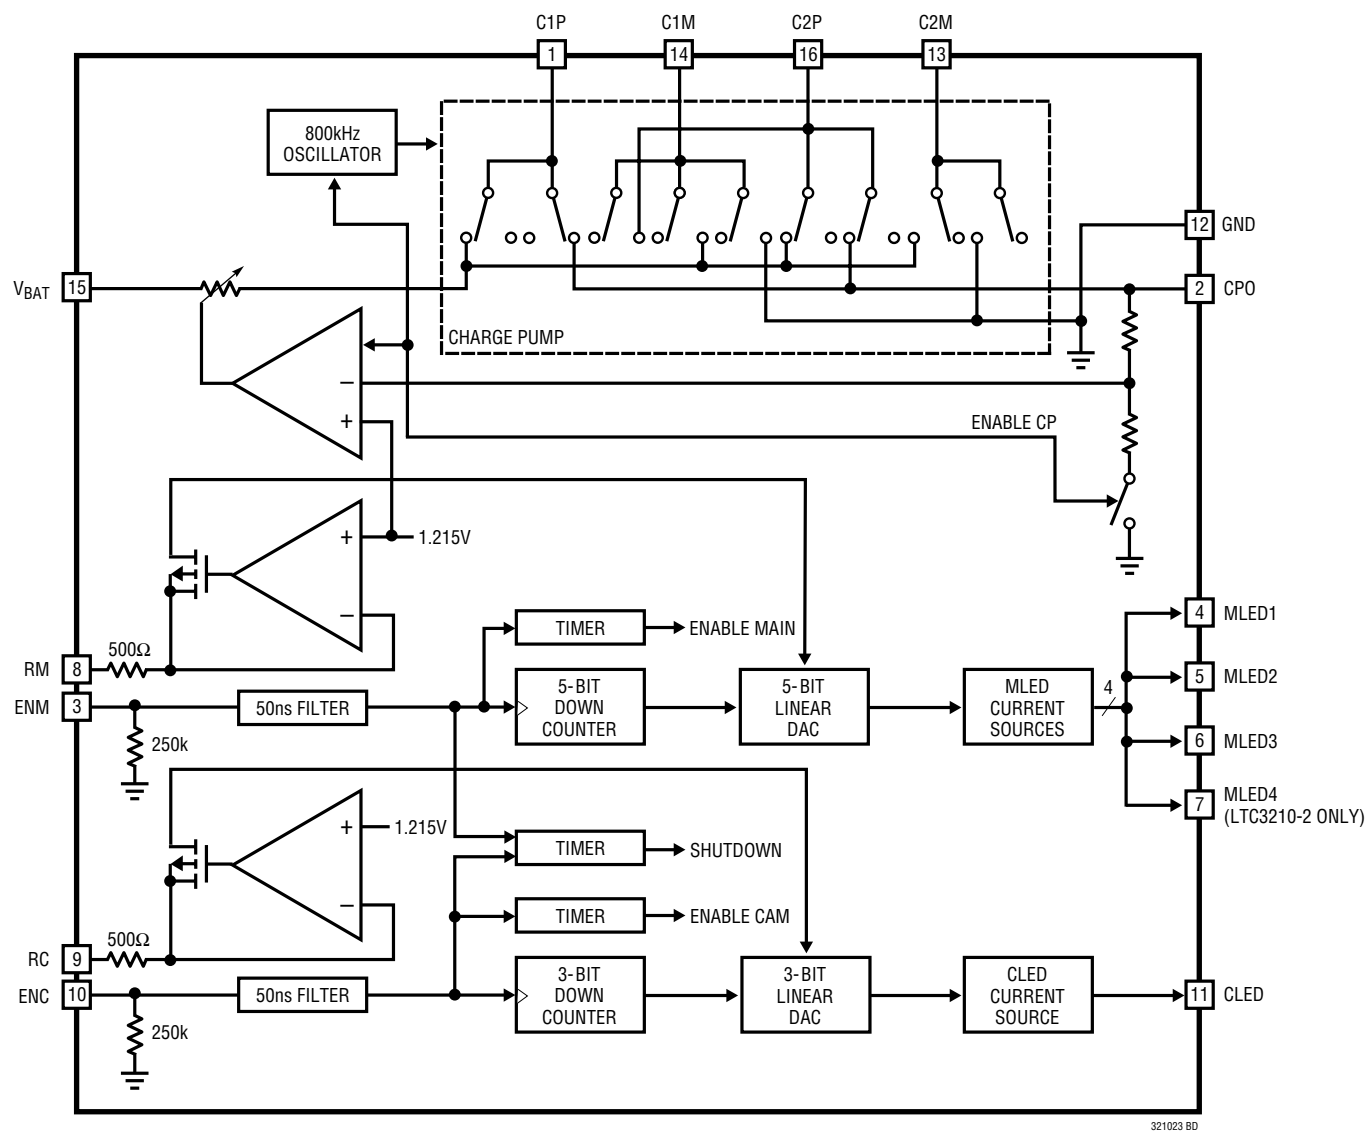 C1P C1M C2P C2M
1 14 16 13
800kHz
OSCILLATOR
12 GND
VBAT 15
2 CPO
CHARGE PUMP
–
+
ENABLE CP
+
1.215V
–
4 MLED1
TIMER
ENABLE MAIN
500Ω
RM 8
5-BIT
DOWN
COUNTER
5-BIT
LINEAR
DAC
MLED
CURRENT
SOURCES
4
5 MLED2
ENM 3
50ns FILTER
250k
6 MLED3
7 MLED4
(LTC3210-2 ONLY)
+
1.215V
–
TIMER
SHUTDOWN
TIMER
ENABLE CAM
500Ω
RC 9
ENC 10
50ns FILTER
250k
3-BIT
DOWN
COUNTER
3-BIT
LINEAR
DAC
CLED
CURRENT
SOURCE
11 CLED
321023 BD